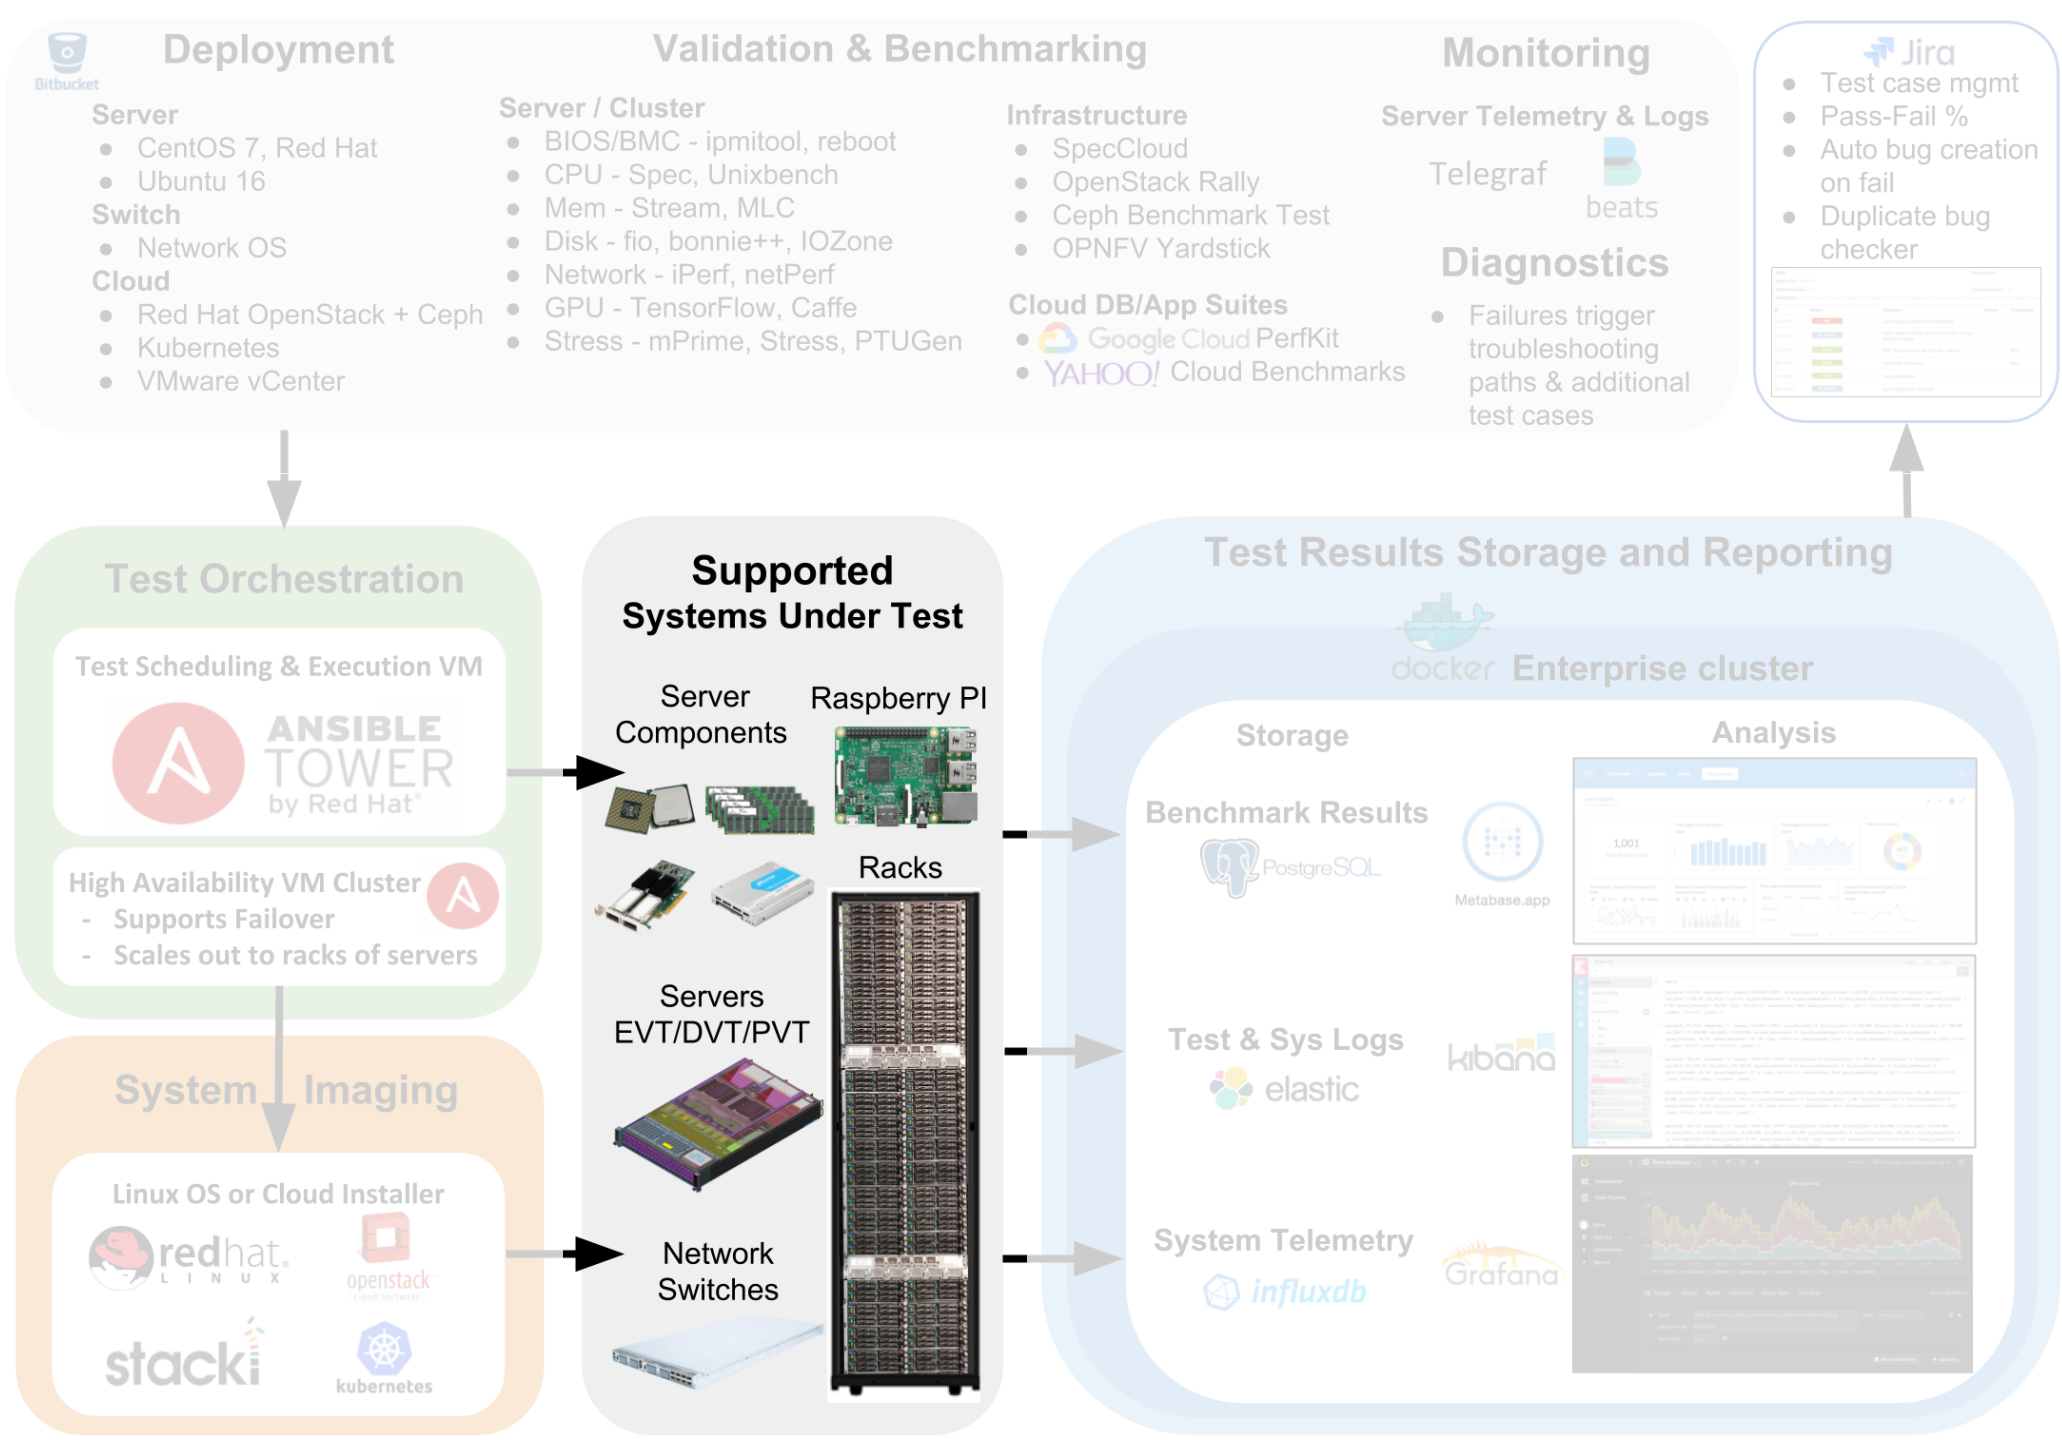 Bitbucket
Deployment
Server
● CentOS 7, Red Hat
● Ubuntu 16
Switch
● Network OS
Cloud
● Red Hat OpenStack + Ceph
● Kubernetes
● VMware vCenter
Validation & Benchmarking
Server / Cluster
● BIOS/BMC - ipmitool, reboot
● CPU - Spec, Unixbench
● Mem - Stream, MLC
● Disk - fio, bonnie++, IOZone
● Network - iPerf, netPerf
● GPU - TensorFlow, Caffe
● Stress - mPrime, Stress, PTUGen
Infrastructure
● SpecCloud
● OpenStack Rally
● Ceph Benchmark Test
● OPNFV Yardstick
Cloud DB/App Suites
● Google Cloud PerfKit
● YAHOO! Cloud Benchmarks
Monitoring
Server Telemetry & Logs
Telegraf
beats
Diagnostics
● Failures trigger
troubleshooting
paths & additional
test cases
Jira
● Test case mgmt
● Pass-Fail %
● Auto bug creation
on fail
● Duplicate bug
checker
Test Orchestration
Test Scheduling & Execution VM
ANSIBLE
TOWER
by Red Hat®
High Availability VM Cluster
- Supports Failover
- Scales out to racks of servers
System Imaging
Linux OS or Cloud Installer
redhat.
LINUX
openstack
CLOUD SOFTWARE
stacki
kubernetes
Supported
Systems Under Test
Server
Components
Raspberry PI
Racks
Servers
EVT/DVT/PVT
Network
Switches
Test Results Storage and Reporting
docker Enterprise cluster
Storage
Analysis
Benchmark Results
PostgreSQL
Metabase.app
1,001
Test & Sys Logs
elastic
kibana
System Telemetry
influxdb
Grafana